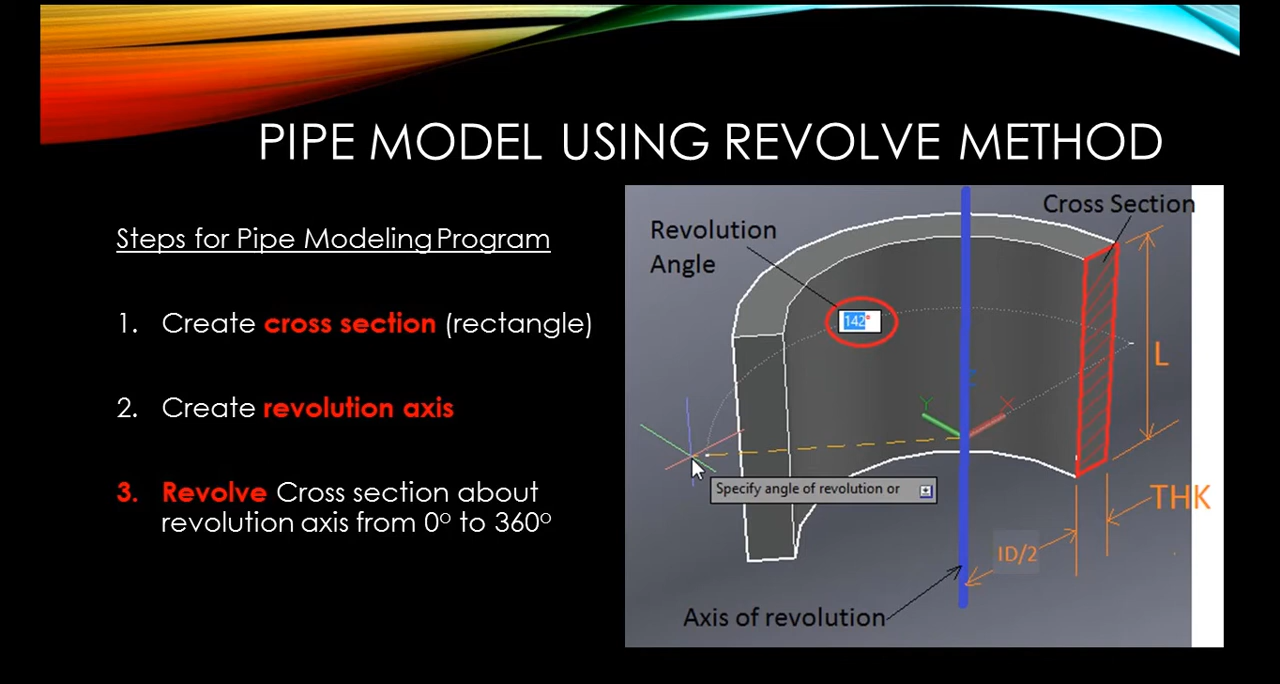 PIPE MODEL USING REVOLVE METHOD
Steps for Pipe Modeling Program
1. Create cross section (rectangle)
2. Create revolution axis
3. Revolve Cross section about
revolution axis from 0° to 360°
Cross Section
Revolution
Angle
142°
L
Y
X
Specify angle of revolution or
THK
ID/2
Axis of revolution